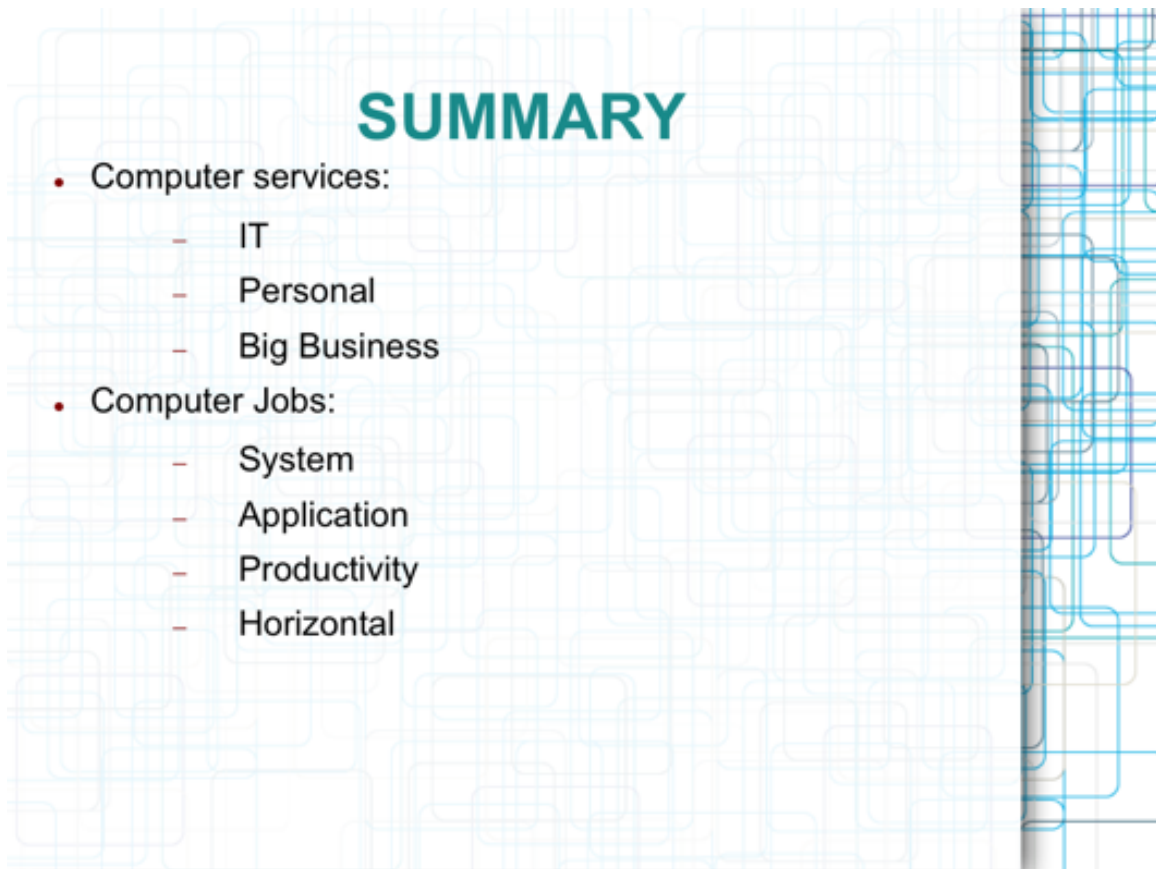 SUMMARY
• Computer services:
– IT
– Personal
– Big Business
• Computer Jobs:
– System
– Application
– Productivity
– Horizontal